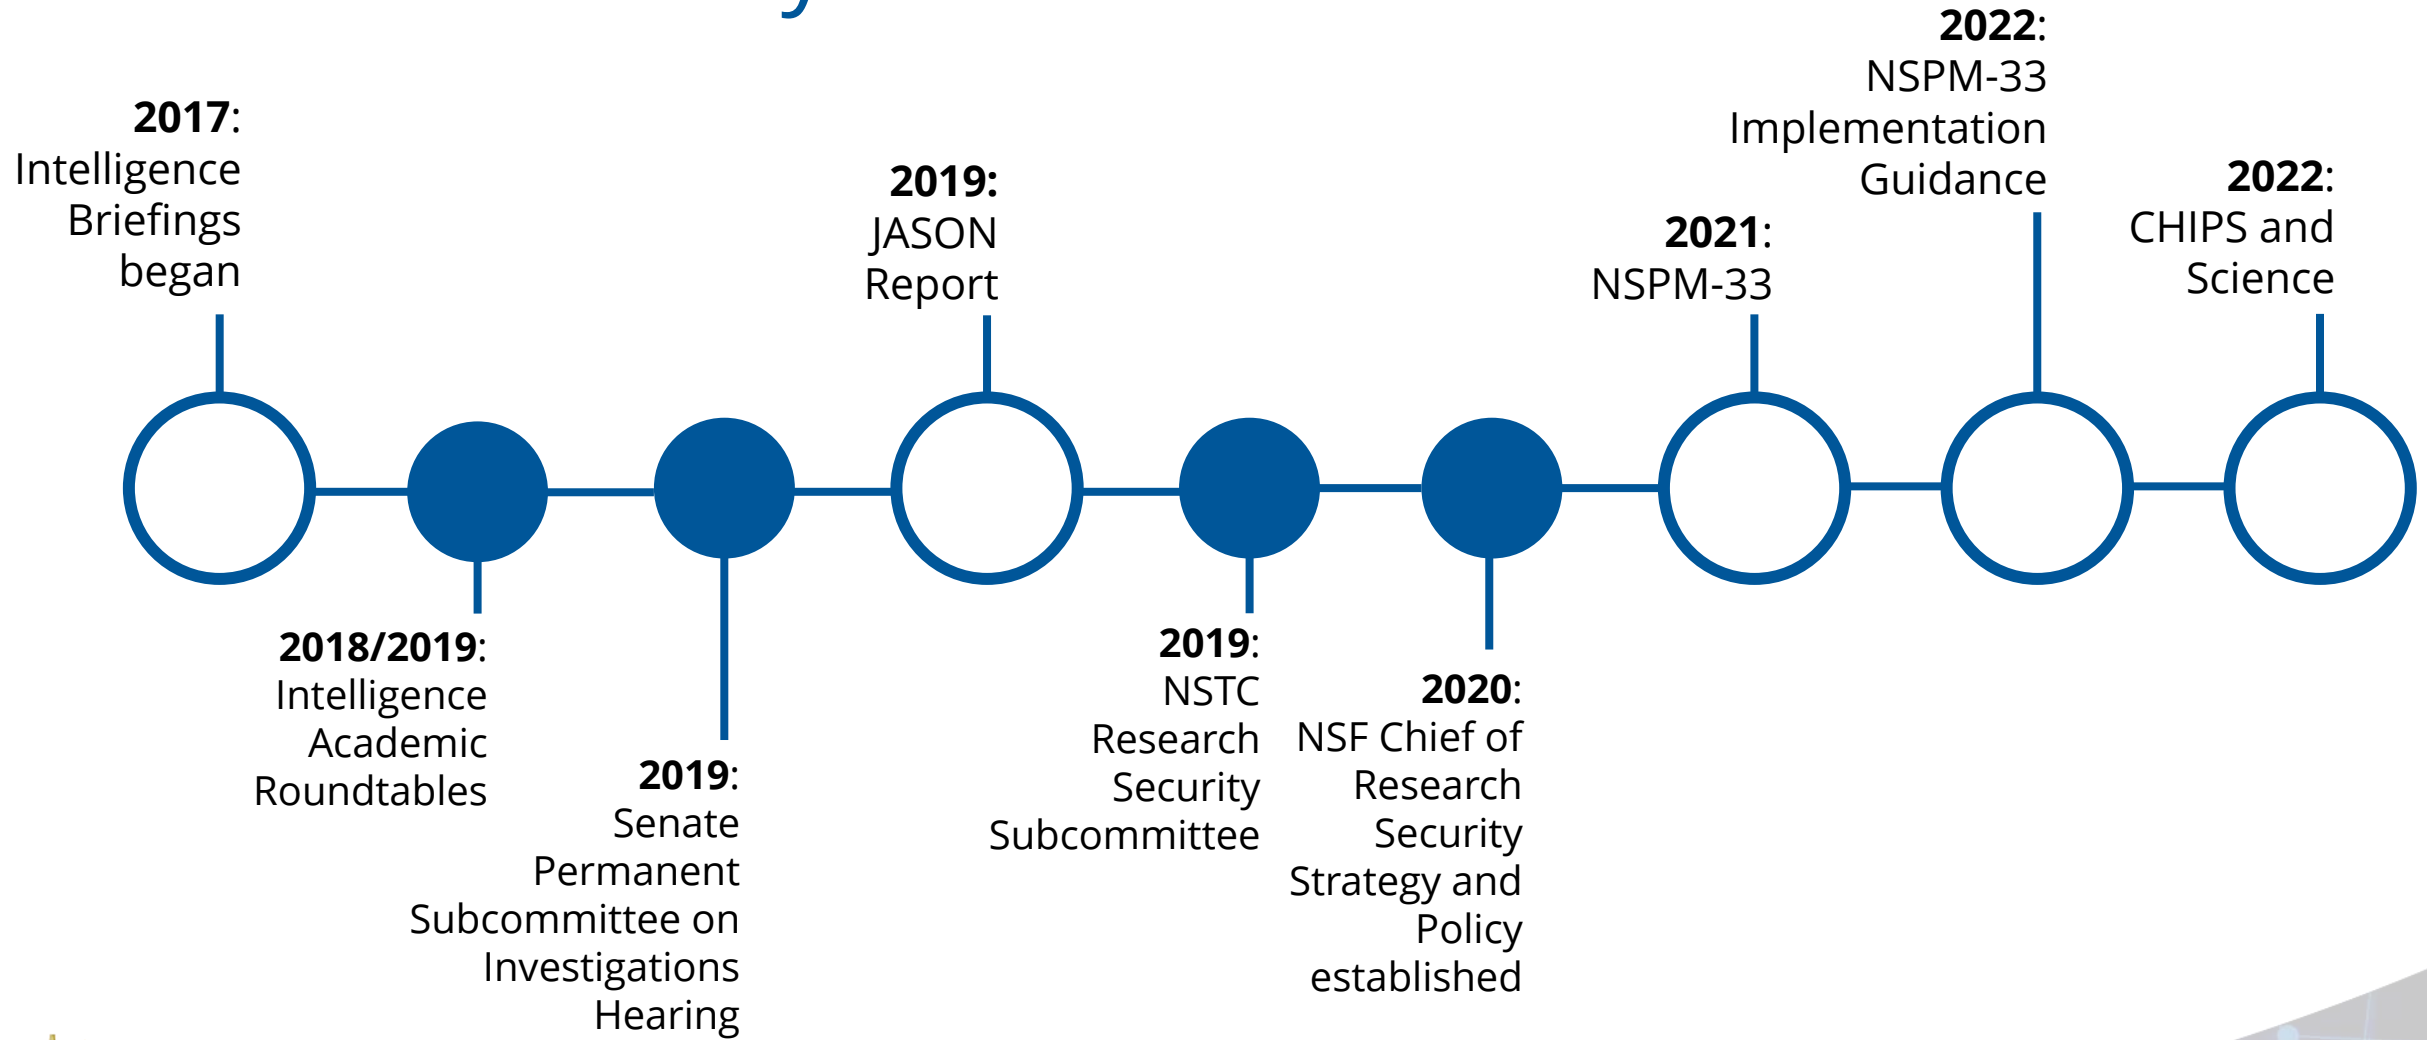 2017:
Intelligence
Briefings
began
2018/2019:
Intelligence
Academic
Roundtables
2019:
Senate
Permanent
Subcommittee on
Investigations
Hearing
2019:
JASON
Report
2019:
NSTC
Research
Security
Subcommittee
2020:
NSF Chief of
Research
Security
Strategy and
Policy
established
2021:
NSPM-33
2022:
NSPM-33
Implementation
Guidance
2022:
CHIPS and
Science